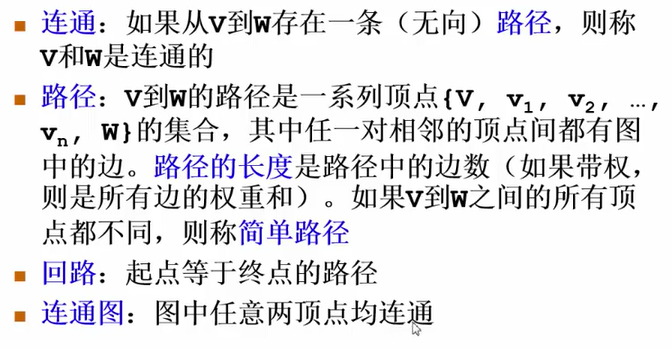 连通：如果从V到W存在一条（无向）路径，则称
V和W是连通的
路径：V到W的路径是一系列顶点{V, v1, v2, …,
vn, W}的集合，其中任一对相邻的顶点间都有图
中的边。路径的长度是路径中的边数（如果带权，
则是所有边的权重和）。如果V到W之间的所有顶
点都不同，则称简单路径
回路：起点等于终点的路径
连通图：图中任意两顶点均连通